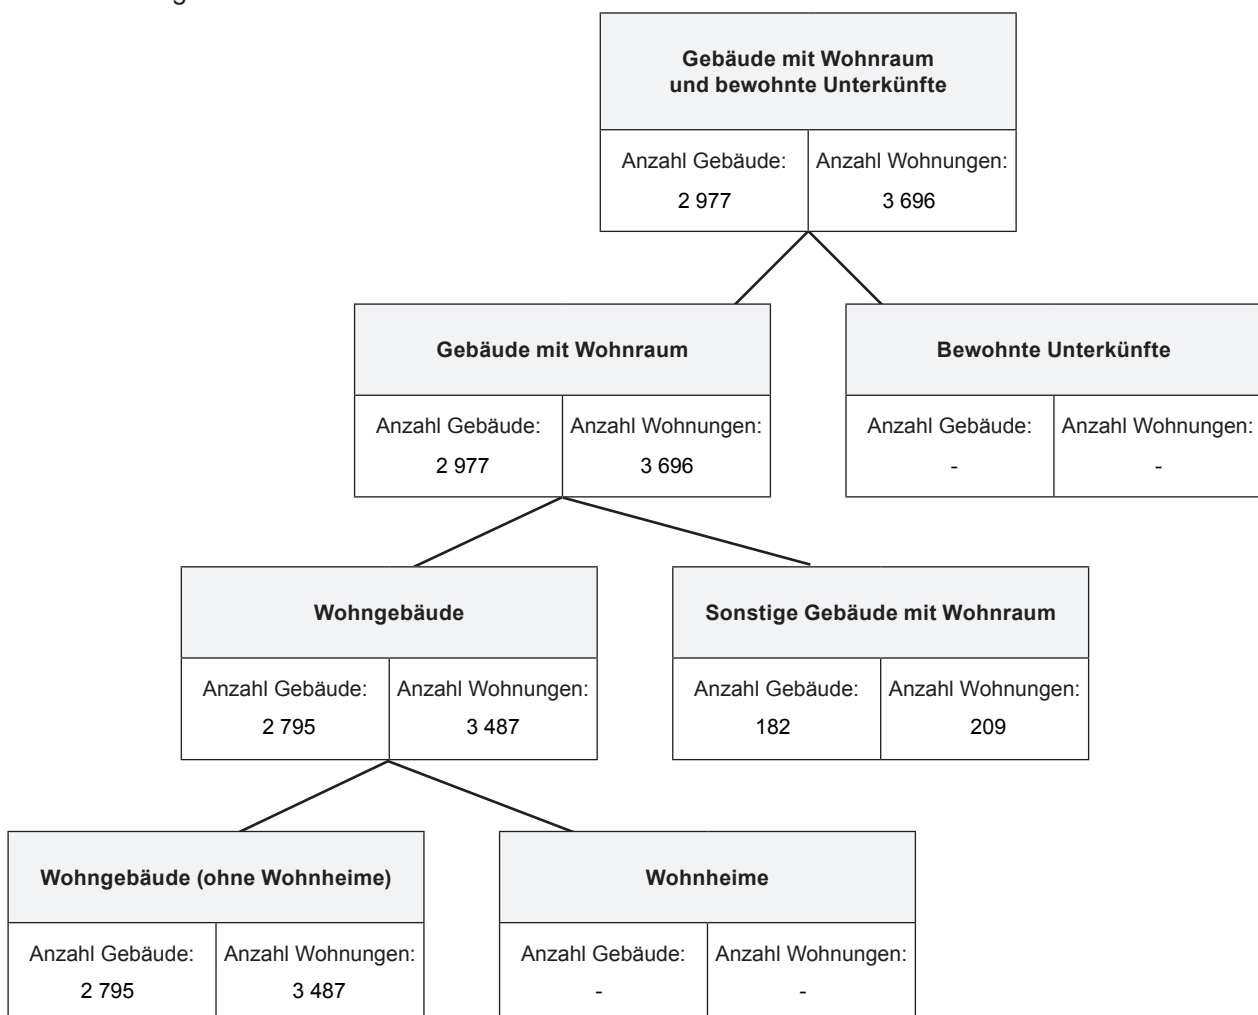 Gebäude mit Wohnraum
und bewohnte Unterkünfte
Anzahl Gebäude: Anzahl Wohnungen:
2 977 3 696
Gebäude mit Wohnraum
Anzahl Gebäude: Anzahl Wohnungen:
2 977 3 696
Bewohnte Unterkünfte
Anzahl Gebäude: Anzahl Wohnungen:
- -
Wohngebäude
Anzahl Gebäude: Anzahl Wohnungen:
2 795 3 487
Sonstige Gebäude mit Wohnraum
Anzahl Gebäude: Anzahl Wohnungen:
182 209
Wohngebäude (ohne Wohnheime)
Anzahl Gebäude: Anzahl Wohnungen:
2 795 3 487
Wohnheime
Anzahl Gebäude: Anzahl Wohnungen:
- -